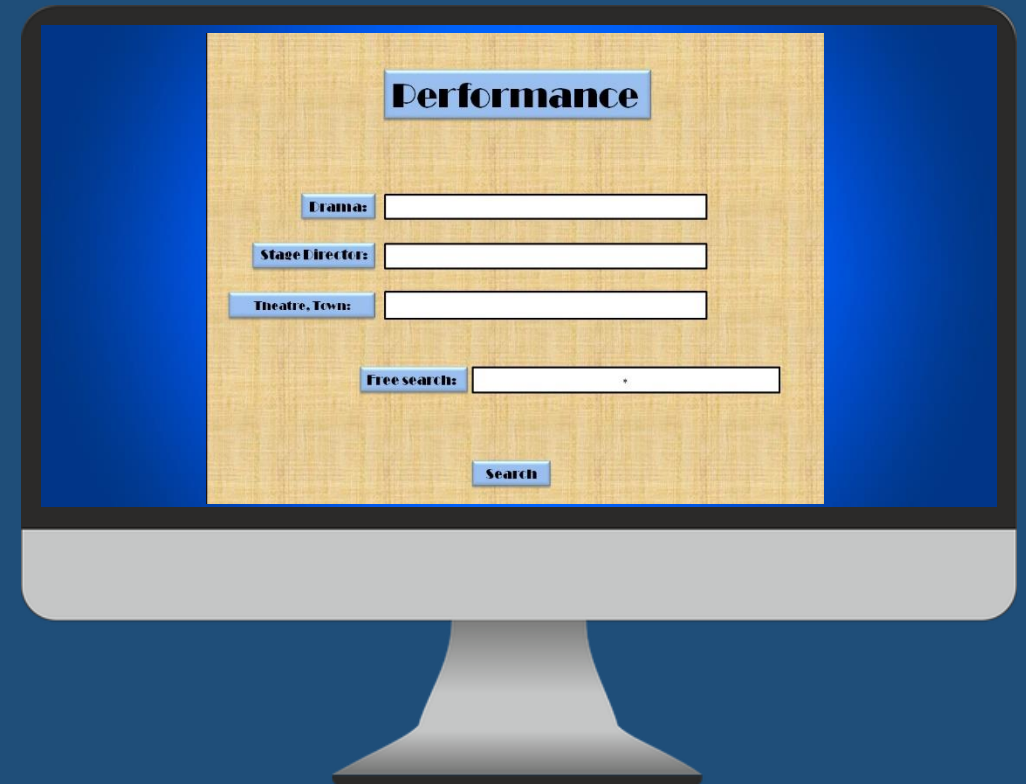 Performance
Drama:
Stage Director:
Theatre, Town:
Free search: *
Search